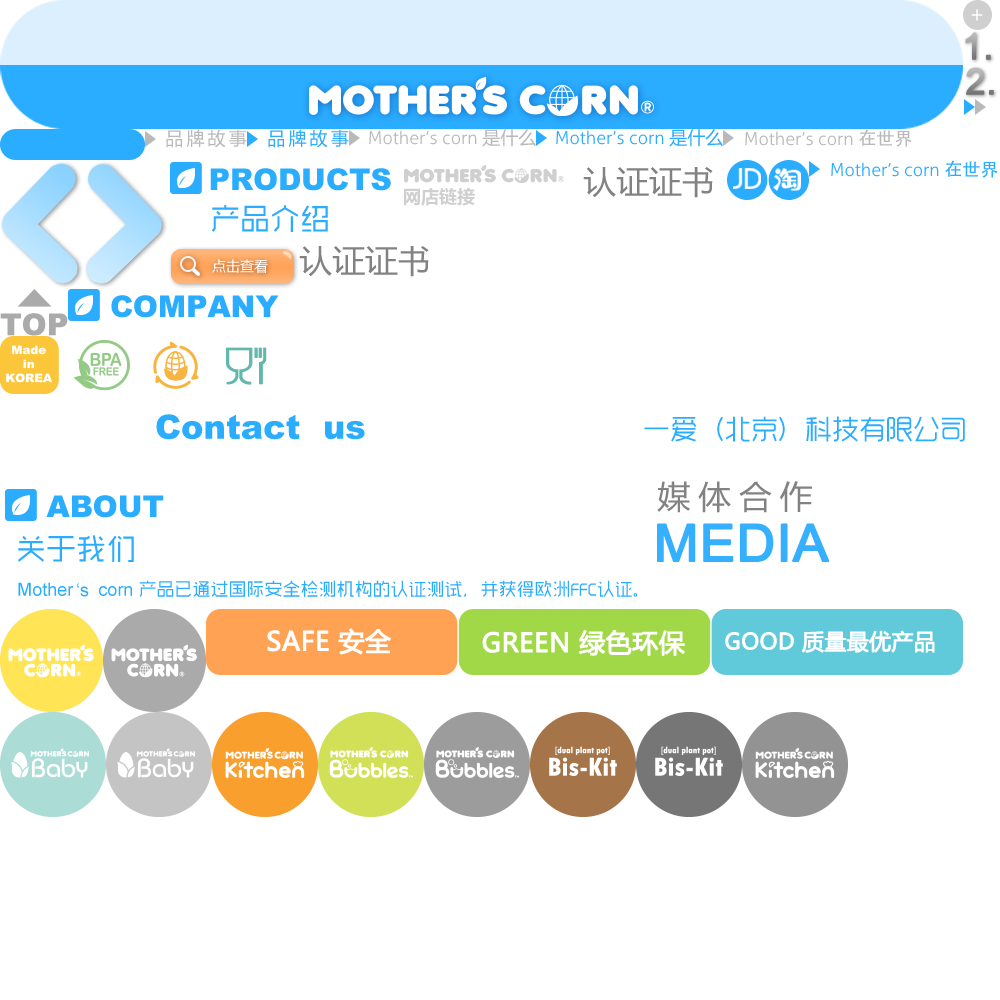 +
1.
MOTHER'S CORN®
2.
品牌故事
品牌故事
Mother's corn 是什么
Mother's corn 是什么
Mother's corn 在世界
PRODUCTS
产品介绍
MOTHER'S CORN®
网店链接
认证证书
JD
淘
Mother's corn 在世界
点击查看
认证证书
TOP
COMPANY
Made
in
KOREA
BPA
FREE
Contact us
一爱（北京）科技有限公司
ABOUT
关于我们
媒体合作
MEDIA
Mother‘s corn 产品已通过国际安全检测机构的认证测试，并获得欧洲FFC认证。
MOTHER'S
CORN®
MOTHER'S
CORN®
SAFE 安全
GREEN 绿色环保
GOOD 质量最优产品
MOTHER'S CORN
Baby
MOTHER'S CORN
Baby
MOTHER'S CORN
Kitchen
MOTHER'S CORN
Bubbles
MOTHER'S CORN
Bubbles
[dual plant pot]
Bis-Kit
[dual plant pot]
Bis-Kit
MOTHER'S CORN
Kitchen